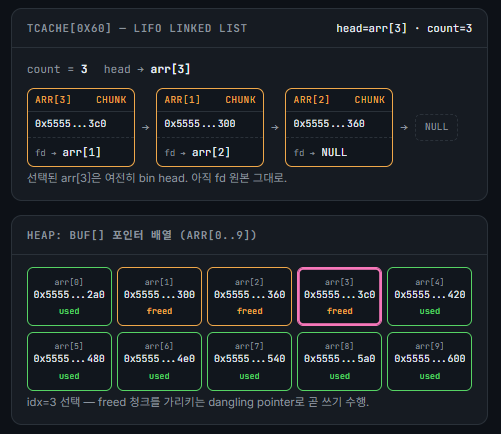 TCACHE[0X60] — LIFO LINKED LIST head=arr[3] · count=3
count = 3 head → arr[3]
ARR[3] CHUNK ARR[1] CHUNK ARR[2] CHUNK
0x5555...3c0 → 0x5555...300 → 0x5555...360 → NULL
fd → arr[1] fd → arr[2] fd → NULL
선택된 arr[3]은 여전히 bin head. 아직 fd 원본 그대로.
HEAP: BUF[] 포인터 배열 (ARR[0..9])
arr[0] arr[1] arr[2] arr[3] arr[4]
0x5555...2a0 0x5555...300 0x5555...360 0x5555...3c0 0x5555...420
used freed freed freed used
arr[5] arr[6] arr[7] arr[8] arr[9]
0x5555...480 0x5555...4e0 0x5555...540 0x5555...5a0 0x5555...600
used used used used used
idx=3 선택 — freed 청크를 가리키는 dangling pointer로 곧 쓰기 수행.